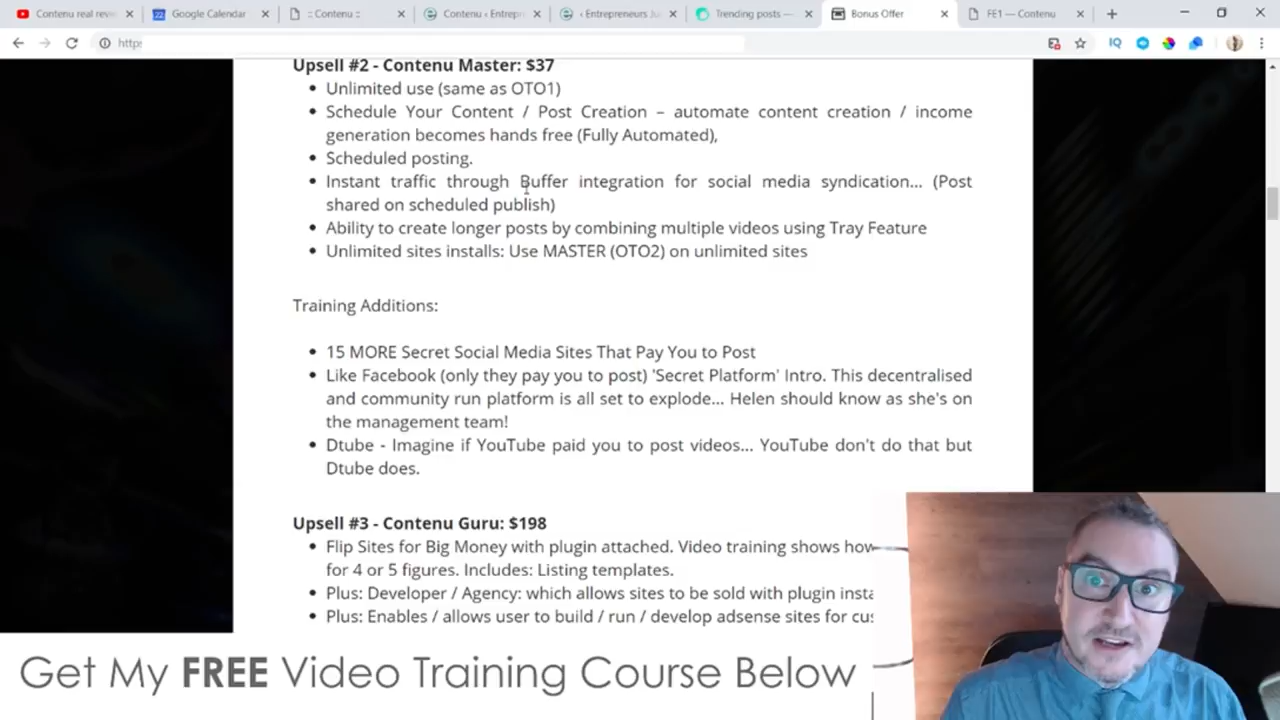 Contenu real revie
Google Calendar
:: Contenu ::
Contenu ‹ Entrepr
‹ Entrepreneurs Ju
Trending posts —
Bonus Offer
FE1 — Contenu
https
Upsell #2 - Contenu Master: $37
• Unlimited use (same as OTO1)
• Schedule Your Content / Post Creation – automate content creation / income
generation becomes hands free (Fully Automated),
• Scheduled posting.
• Instant traffic through Buffer integration for social media syndication... (Post
shared on scheduled publish)
• Ability to create longer posts by combining multiple videos using Tray Feature
• Unlimited sites installs: Use MASTER (OTO2) on unlimited sites
Training Additions:
• 15 MORE Secret Social Media Sites That Pay You to Post
• Like Facebook (only they pay you to post) 'Secret Platform' Intro. This decentralised
and community run platform is all set to explode... Helen should know as she's on
the management team!
• Dtube - Imagine if YouTube paid you to post videos... YouTube don't do that but
Dtube does.
Upsell #3 - Contenu Guru: $198
• Flip Sites for Big Money with plugin attached. Video training shows how
for 4 or 5 figures. Includes: Listing templates.
• Plus: Developer / Agency: which allows sites to be sold with plugin insta
• Plus: Enables / allows user to build / run / develop adsense sites for cus
Get My FREE Video Training Course Below